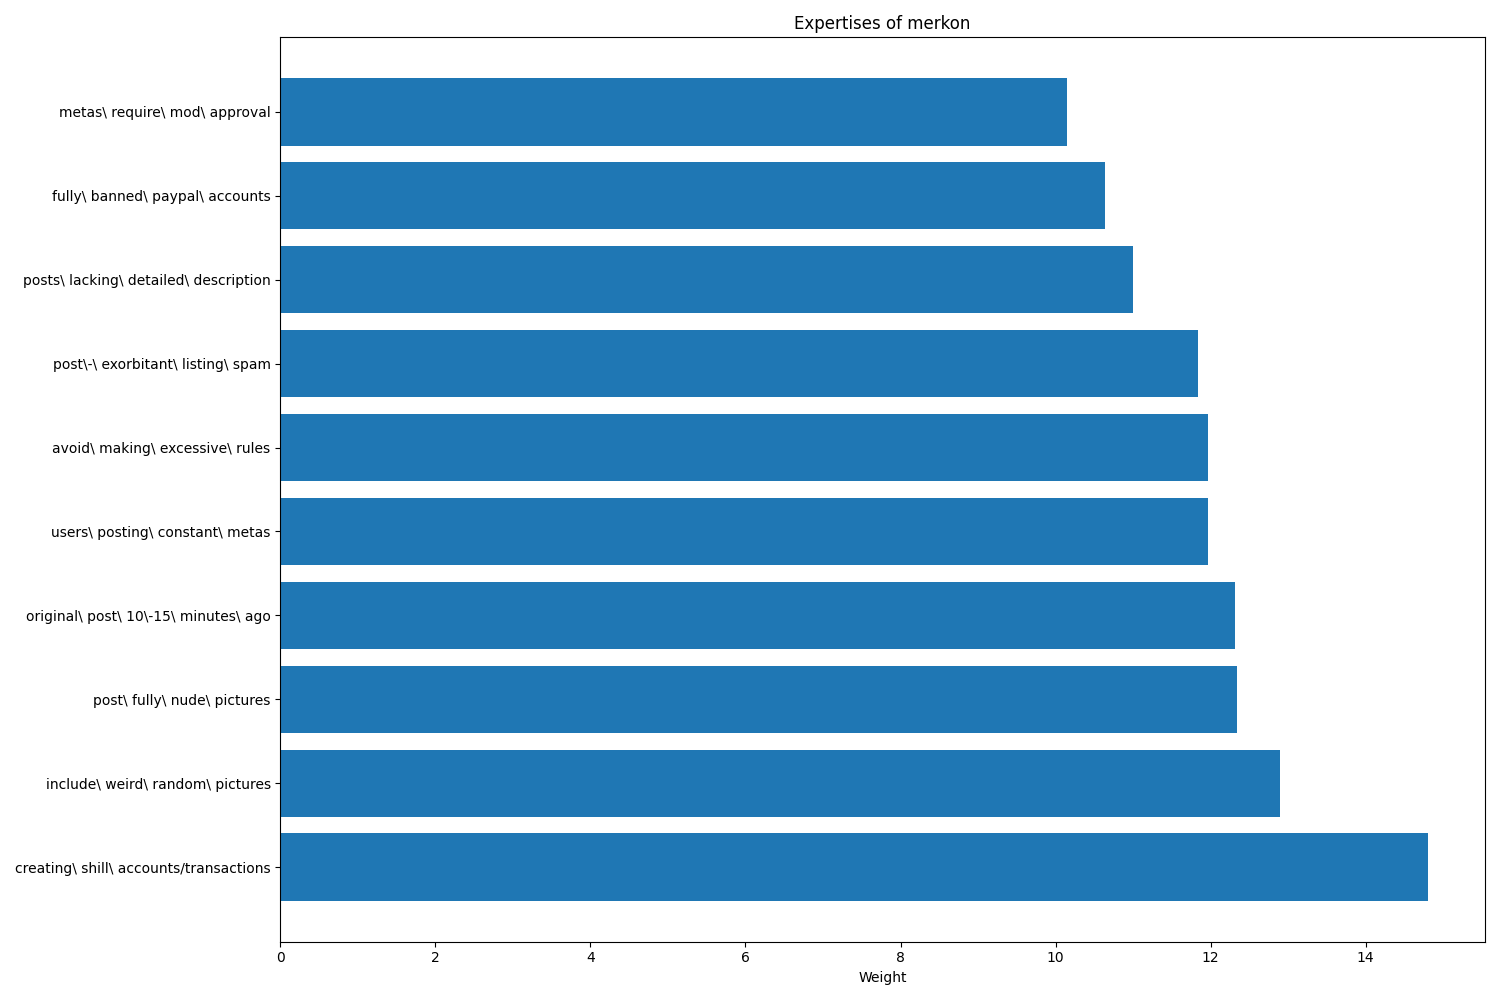 Expertises of merkon
metas\ require\ mod\ approval
fully\ banned\ paypal\ accounts
posts\ lacking\ detailed\ description
post\-\ exorbitant\ listing\ spam
avoid\ making\ excessive\ rules
users\ posting\ constant\ metas
original\ post\ 10\-15\ minutes\ ago
post\ fully\ nude\ pictures
include\ weird\ random\ pictures
creating\ shill\ accounts/transactions
0 2 4 6 8 10 12 14
Weight